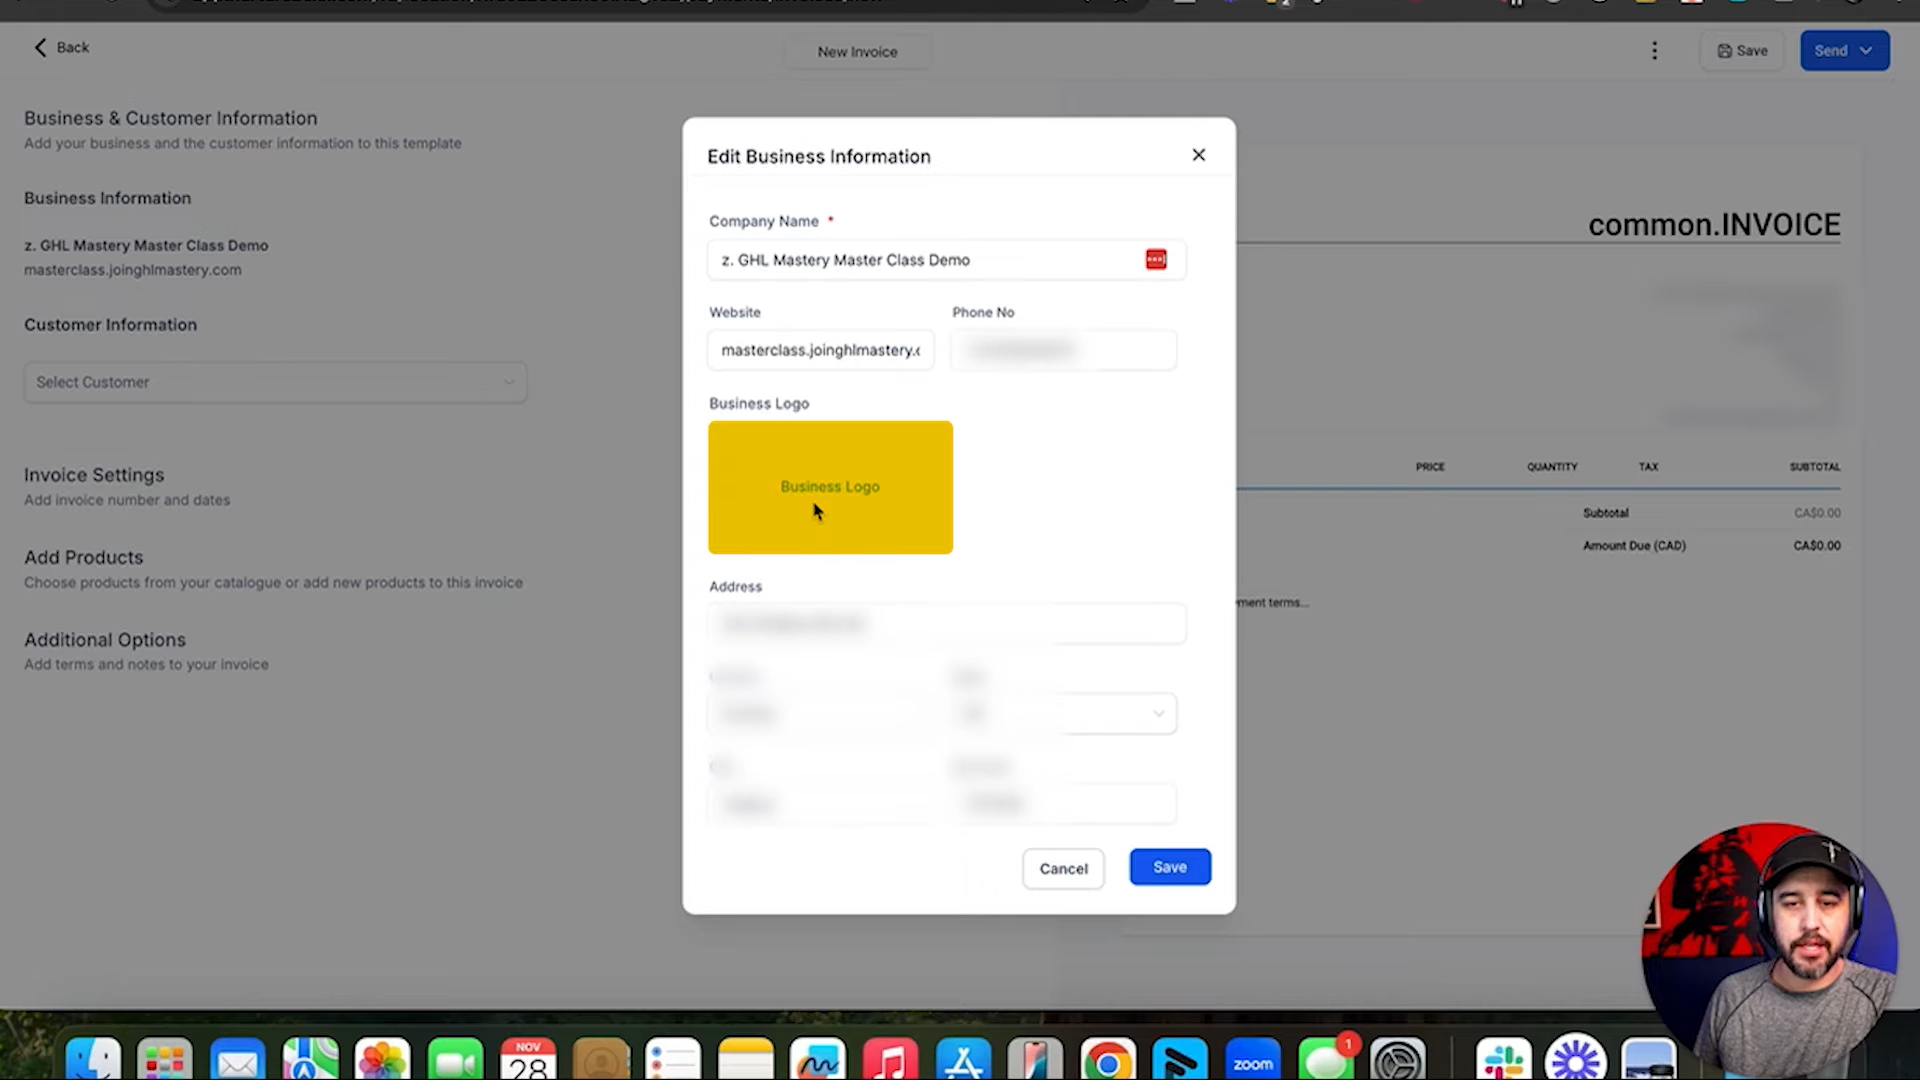 Back
New Invoice
Save
Send
Business & Customer Information
Add your business and the customer information to this template
Business Information
z. GHL Mastery Master Class Demo
masterclass.joinghlmastery.com
Customer Information
Select Customer
Invoice Settings
Add invoice number and dates
Add Products
Choose products from your catalogue or add new products to this invoice
Additional Options
Add terms and notes to your invoice
Edit Business Information
Company Name *
z. GHL Mastery Master Class Demo
Website
Phone No
masterclass.joinghlmastery.c
Business Logo
Business Logo
Address
Cancel
Save
common.INVOICE
PRICE
QUANTITY
TAX
SUBTOTAL
Subtotal
CA$0.00
Amount Due (CAD)
CA$0.00
ment terms...
NOV
28
zoom
1